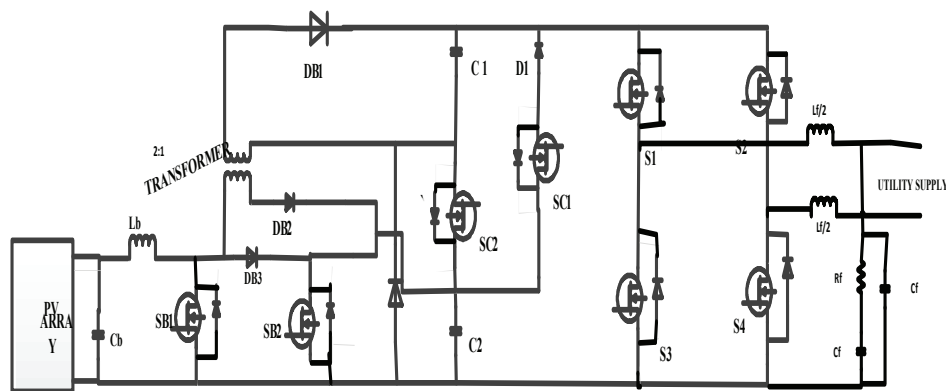 DB1
C 1
D1
2:1
TRANSFORMER
Lf/2
S1
S2
SC1
UTILITY SUPPLY
Lb
DB2
SC2
Lf/2
DB3
PV
ARRA
Y
Cb
SB1
SB2
C2
S3
S4
Rf
Cf
Cf